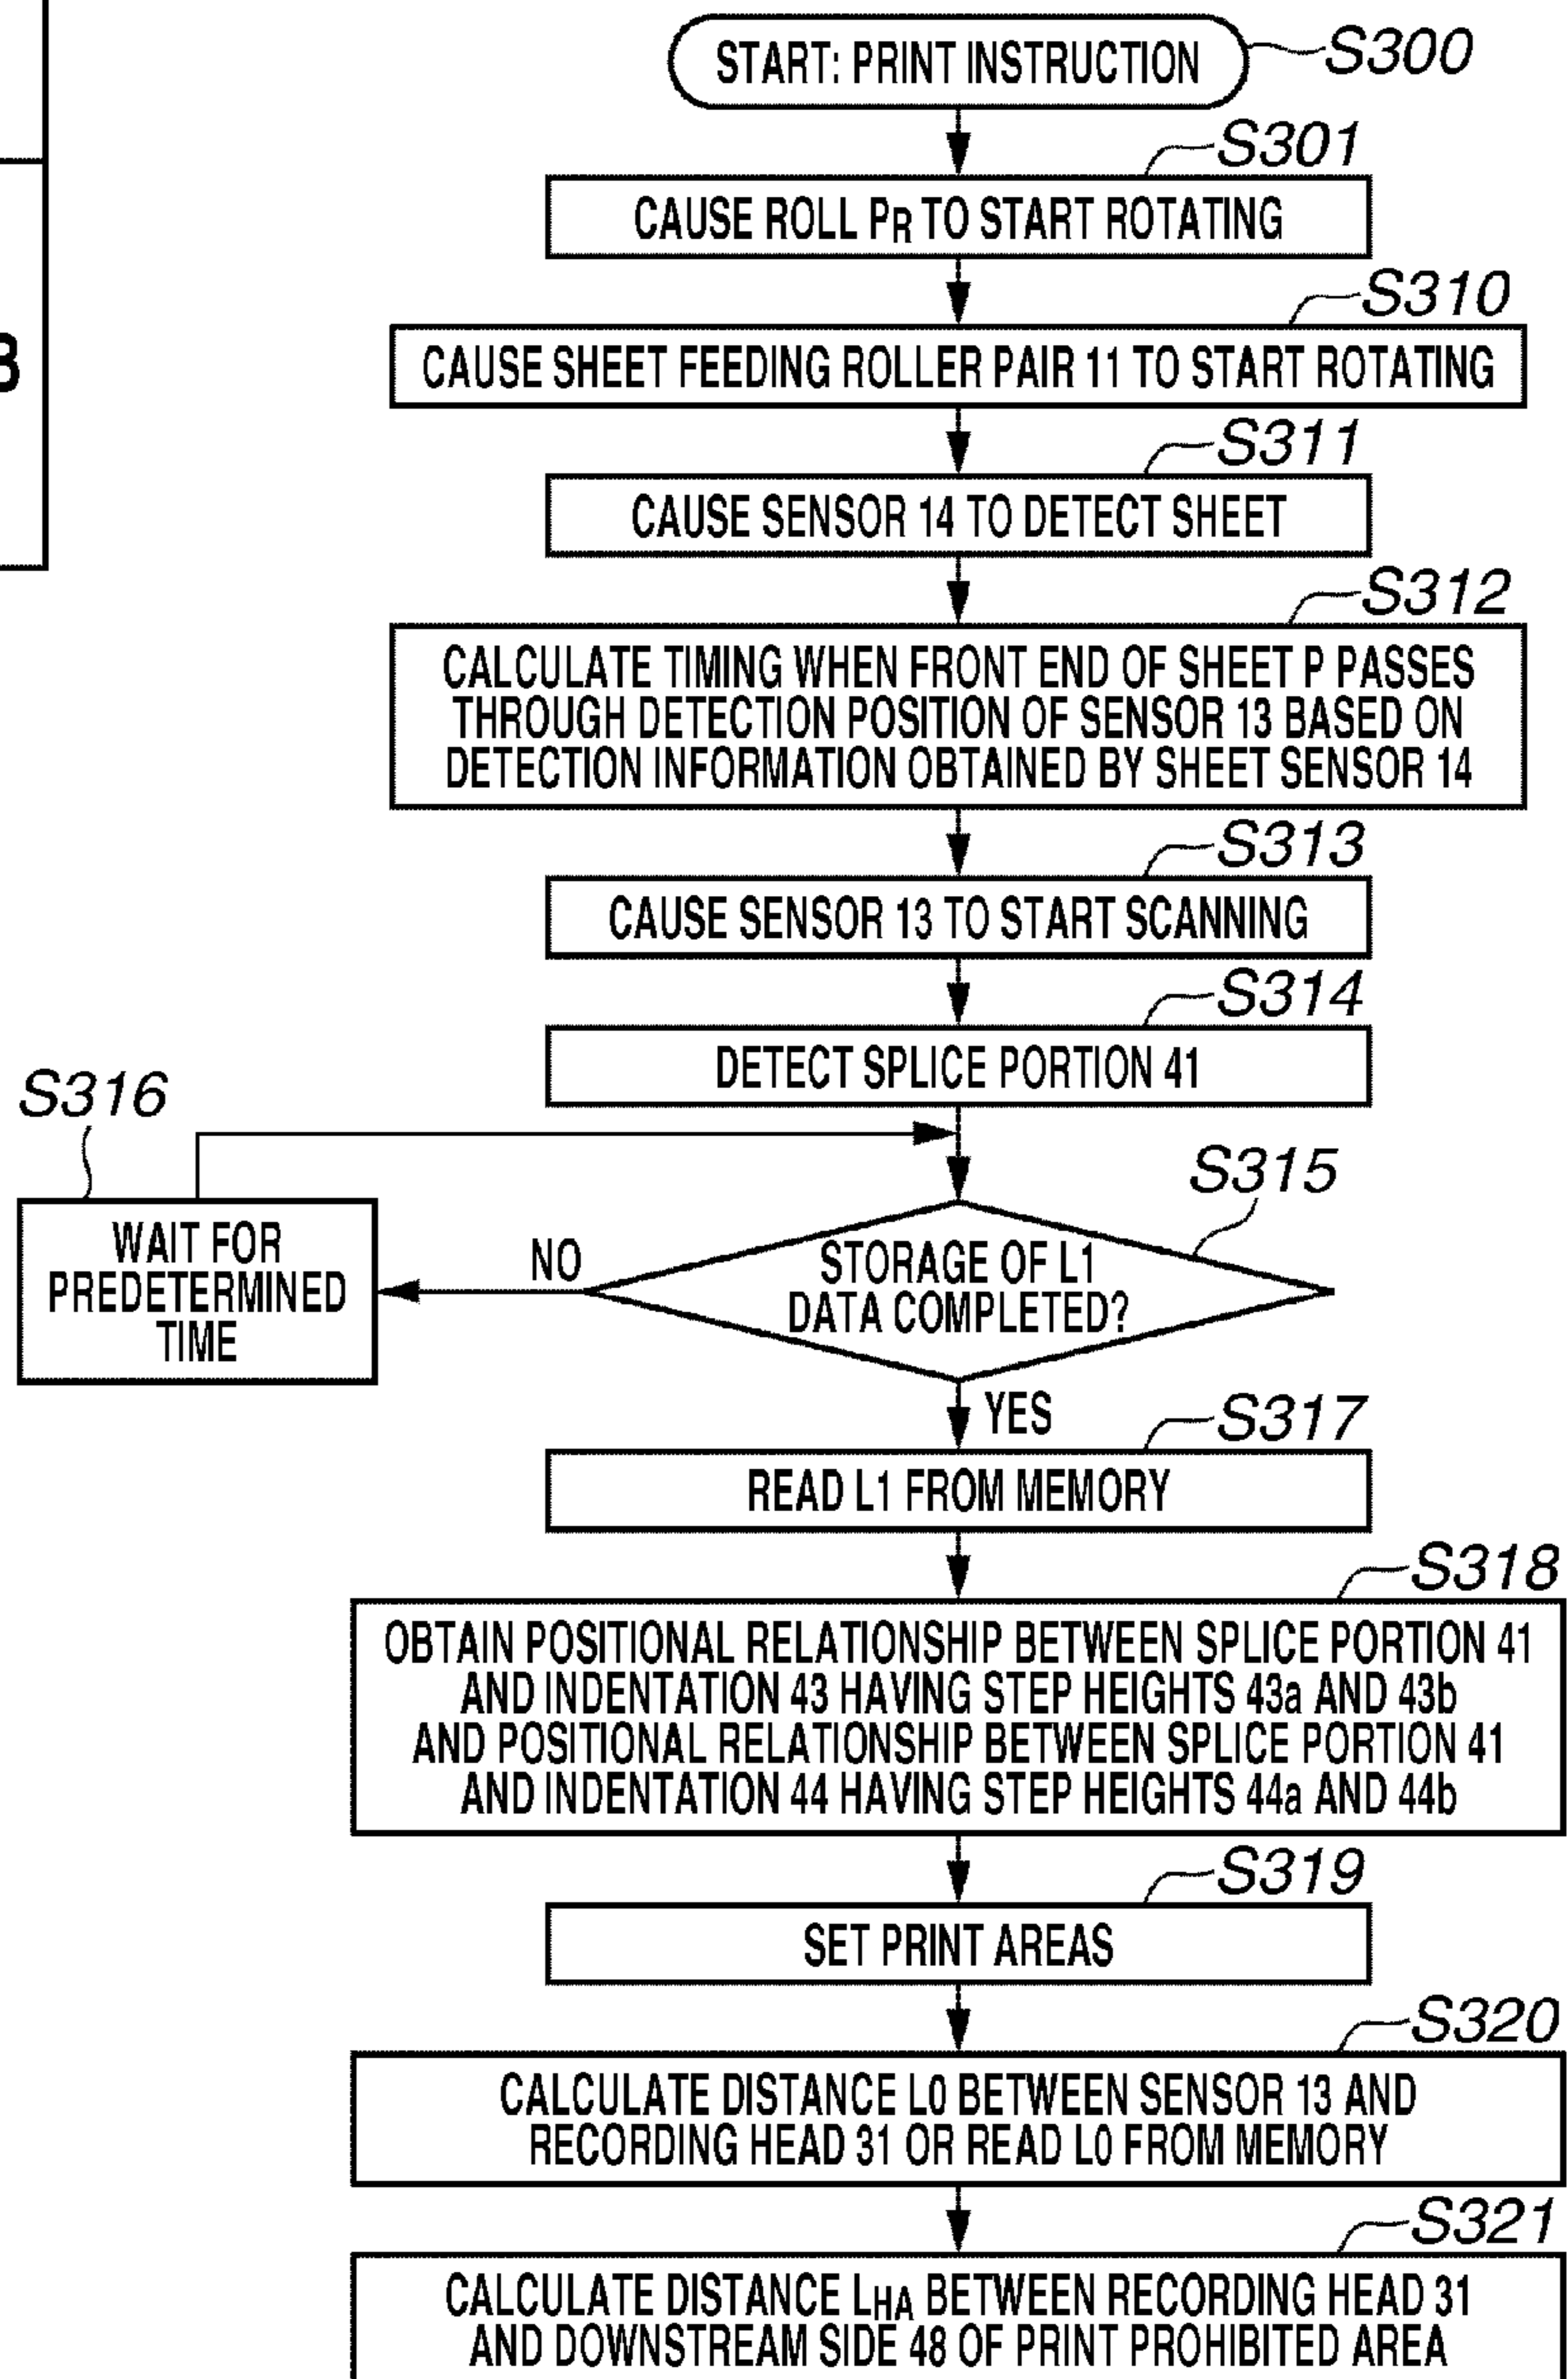 START: PRINT INSTRUCTION
S300
S301
CAUSE ROLL PR TO START ROTATING
S310
CAUSE SHEET FEEDING ROLLER PAIR 11 TO START ROTATING
S311
CAUSE SENSOR 14 TO DETECT SHEET
S312
CALCULATE TIMING WHEN FRONT END OF SHEET P PASSES
THROUGH DETECTION POSITION OF SENSOR 13 BASED ON
DETECTION INFORMATION OBTAINED BY SHEET SENSOR 14
S313
CAUSE SENSOR 13 TO START SCANNING
S314
DETECT SPLICE PORTION 41
S316
WAIT FOR
PREDETERMINED
TIME
NO
S315
STORAGE OF L1
DATA COMPLETED?
YES
S317
READ L1 FROM MEMORY
S318
OBTAIN POSITIONAL RELATIONSHIP BETWEEN SPLICE PORTION 41
AND INDENTATION 43 HAVING STEP HEIGHTS 43a AND 43b
AND POSITIONAL RELATIONSHIP BETWEEN SPLICE PORTION 41
AND INDENTATION 44 HAVING STEP HEIGHTS 44a AND 44b
S319
SET PRINT AREAS
S320
CALCULATE DISTANCE L0 BETWEEN SENSOR 13 AND
RECORDING HEAD 31 OR READ L0 FROM MEMORY
S321
CALCULATE DISTANCE LHA BETWEEN RECORDING HEAD 31
AND DOWNSTREAM SIDE 48 OF PRINT PROHIBITED AREA